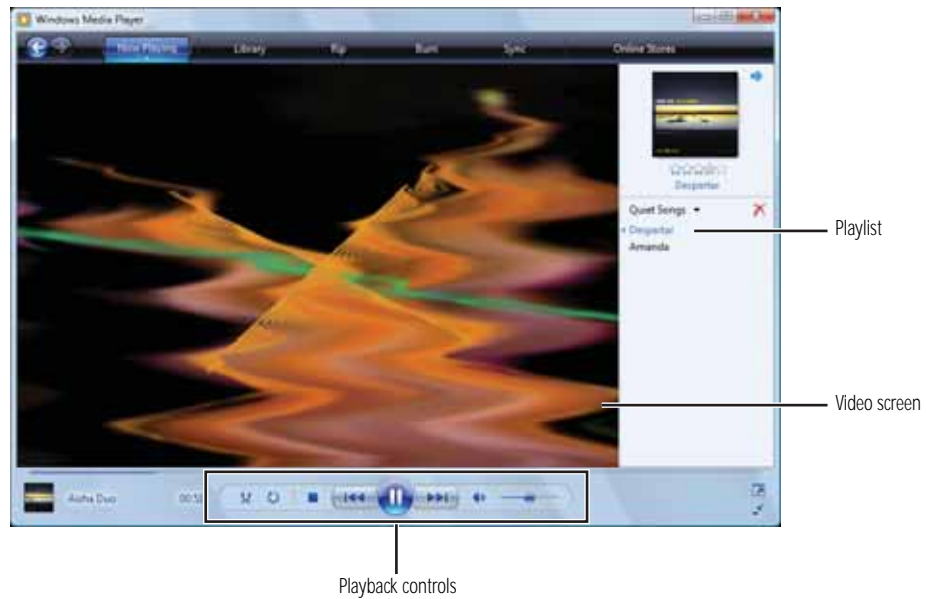 Windows Media Player
Now Playing
Library
Rip
Burn
Sync
Online Stores
Despertar
Quiet Songs
Despertar
Amanda
Playlist
Video screen
Aisha Duo
Playback controls